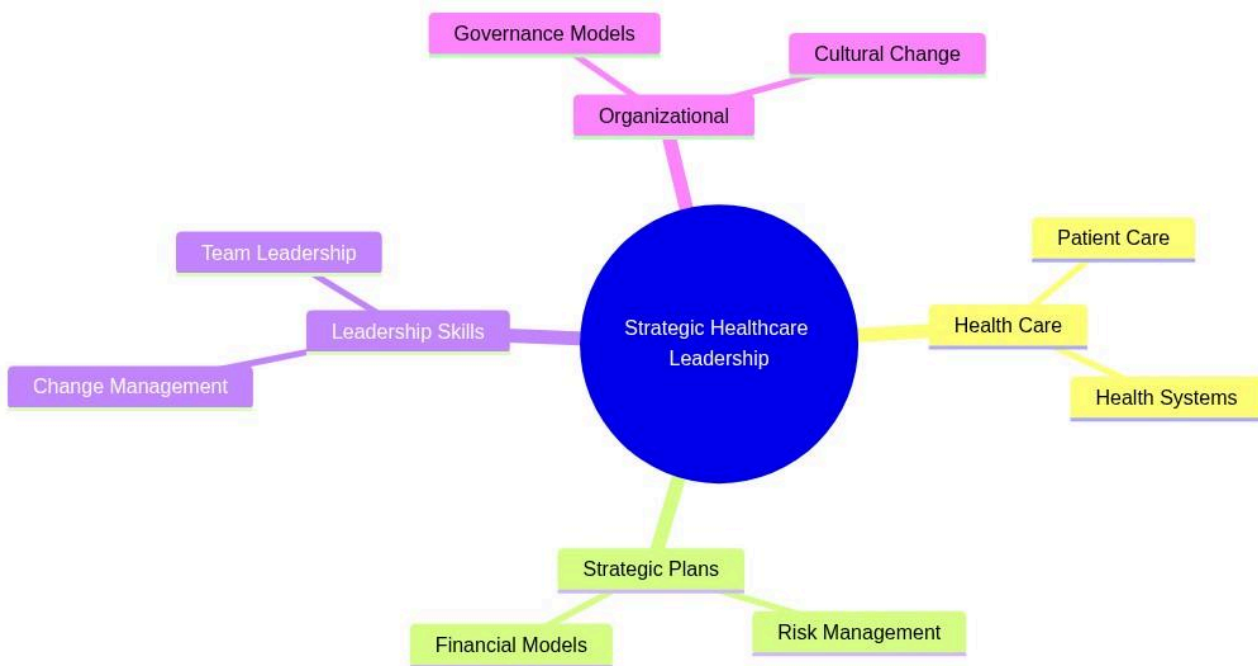 Governance Models
Cultural Change
Organizational
Patient Care
Team Leadership
Health Care
Strategic Healthcare
Leadership
Leadership Skills
Change Management
Health Systems
Strategic Plans
Risk Management
Financial Models